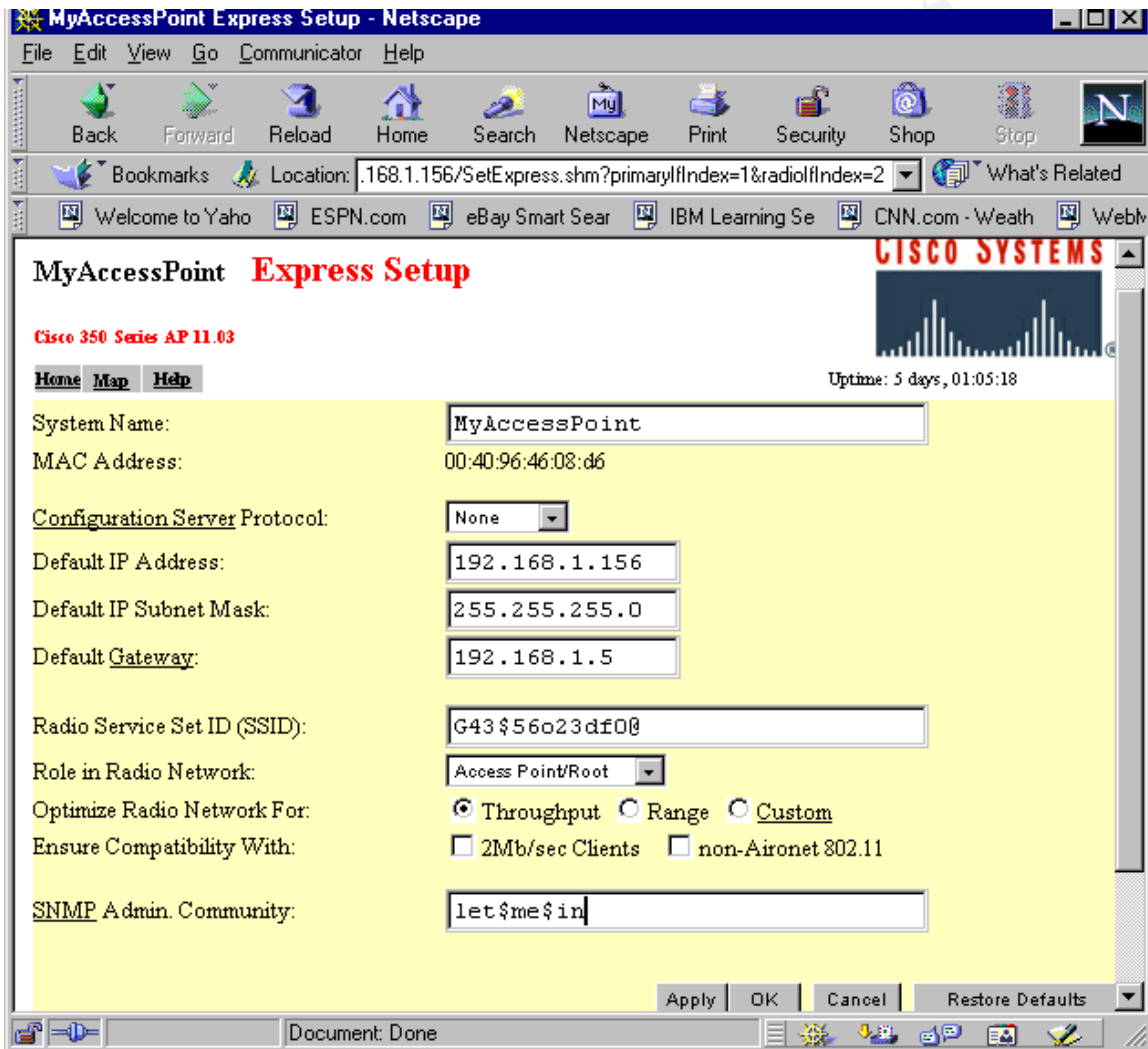 MyAccessPoint Express Setup - Netscape
File Edit View Go Communicator Help
Back Forward Reload Home Search Netscape Print Security Shop Stop
My
N
Bookmarks Location: .168.1.156/SetExpress.shm?primaryIfIndex=1&radioIfIndex=2 What's Related
Welcome to Yaho ESPN.com eBay Smart Sear IBM Learning Se CNN.com - Weath
CISCO SYSTEMS
MyAccessPoint Express Setup
Cisco 350 Series AP 11.03
Home Map Help Uptime: 5 days, 01:05:18
System Name: MyAccessPoint
MAC Address: 00:40:96:46:08:d6
Configuration Server Protocol: None
Default IP Address: 192.168.1.156
Default IP Subnet Mask: 255.255.255.0
Default Gateway: 192.168.1.5
Radio Service Set ID (SSID): G43$56o23df0@
Role in Radio Network: Access Point/Root
Optimize Radio Network For: Throughput Range Custom
Ensure Compatibility With: 2Mb/sec Clients non-Aironet 802.11
SNMP Admin. Community: let$me$in
Apply OK Cancel Restore Defaults
Document: Done